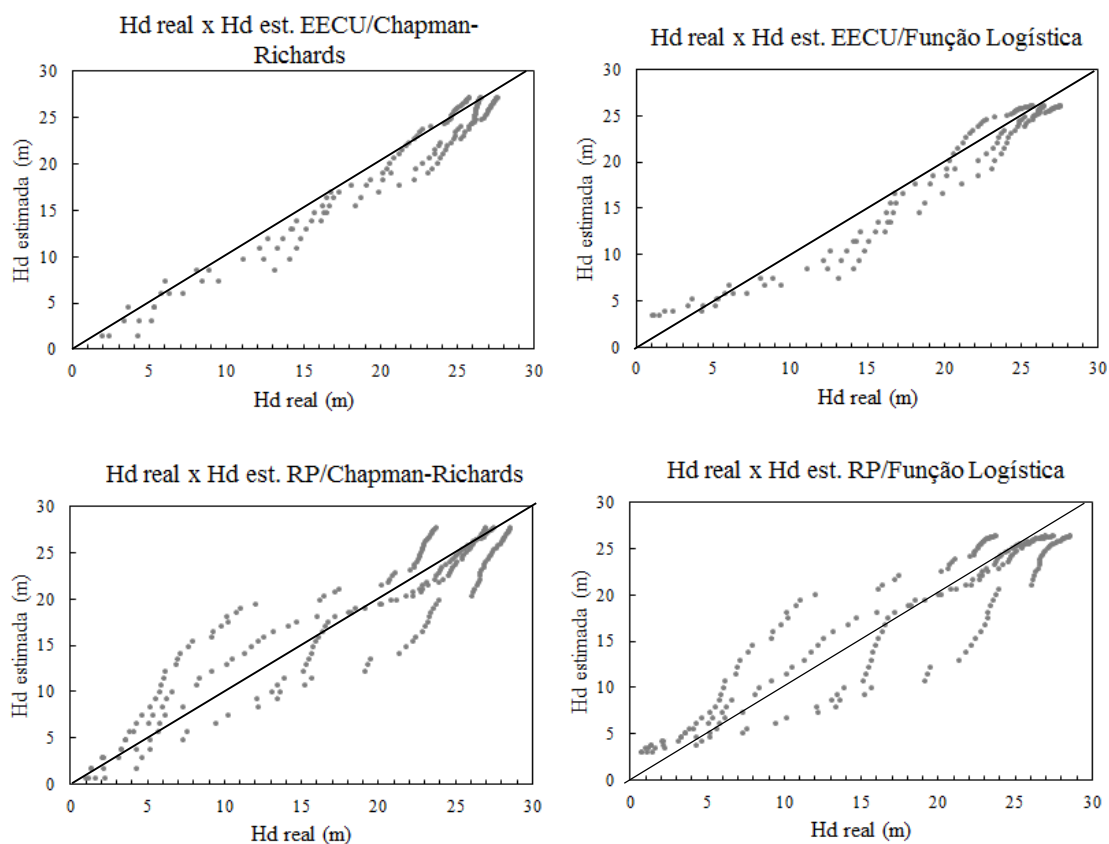 Hd real x Hd est. EECU/Chapman-
Richards
Hd estimada (m)
30
25
20
15
10
5
0
0 5 10 15 20 25 30
Hd real (m)
Hd real x Hd est. EECU/Função Logística
Hd estimada (m)
30
25
20
15
10
5
0
0 5 10 15 20 25 30
Hd real (m)
Hd real x Hd est. RP/Chapman-Richards
Hd estimada (m)
30
25
20
15
10
5
0
0 5 10 15 20 25 30
Hd real (m)
Hd real x Hd est. RP/Função Logística
Hd estimada (m)
30
25
20
15
10
5
0
0 5 10 15 20 25 30
Hd real (m)